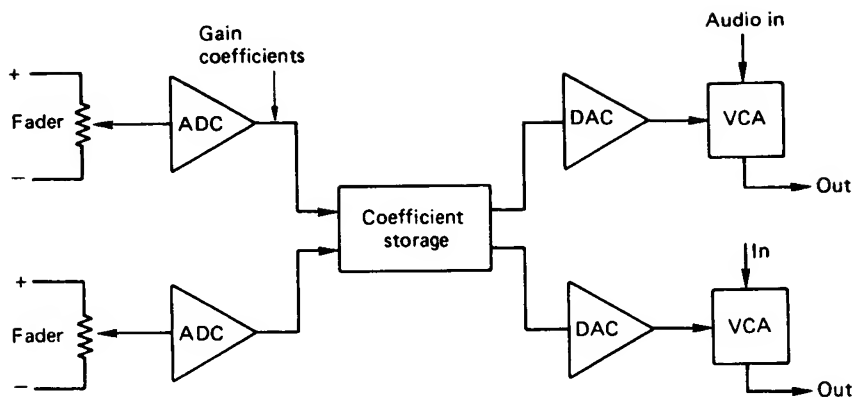 Gain
coefficients
Audio in
+
Fader
−
ADC
DAC
VCA
Out
Coefficient
storage
+
Fader
−
ADC
DAC
In
VCA
Out